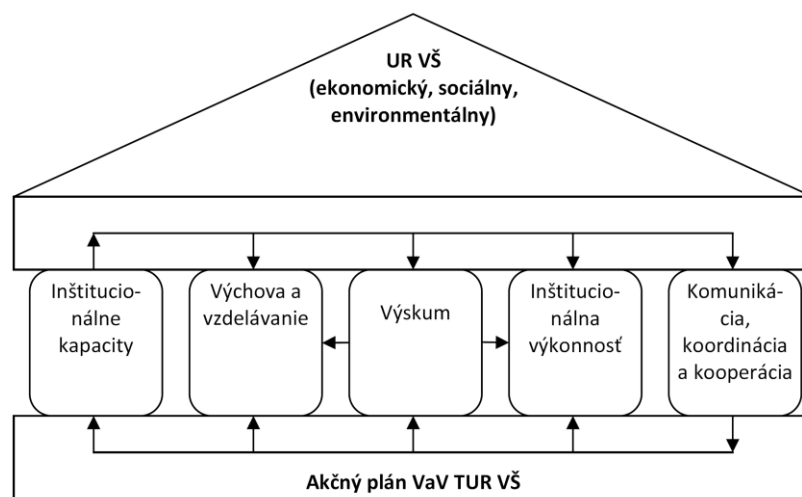 UR VŠ
(ekonomický, sociálny,
environmentálny)
Inštitucio-
nálne
kapacity
Výchova a
vzdelávanie
Výskum
Inštitucio-
nálna
výkonnosť
Komuniká-
cia,
koordinácia
a kooperácia
Akčný plán VaV TUR VŠ